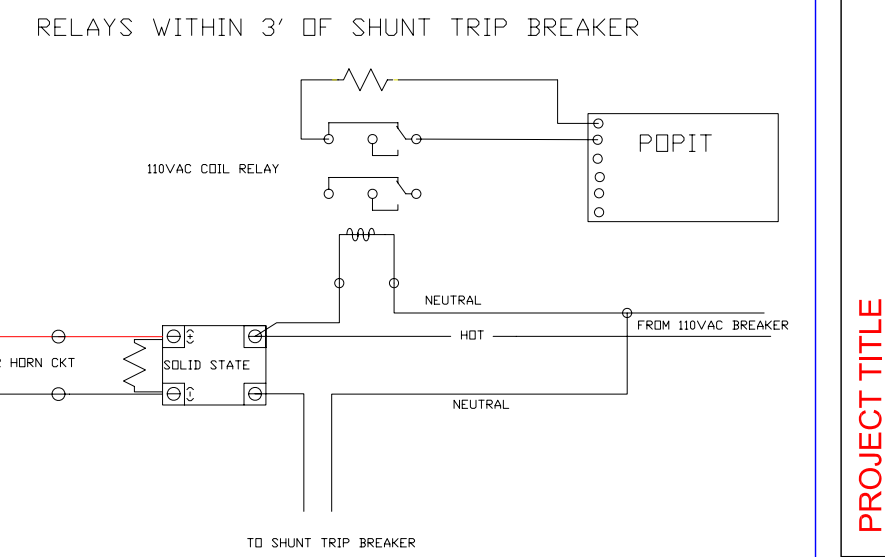 RELAYS WITHIN 3' OF SHUNT TRIP BREAKER
POPIT
110VAC COIL RELAY
NEUTRAL
FROM 110VAC BREAKER
HOT
(+)
HORN CKT
SOLID STATE
(-)
NEUTRAL
TO SHUNT TRIP BREAKER
PROJECT TITLE